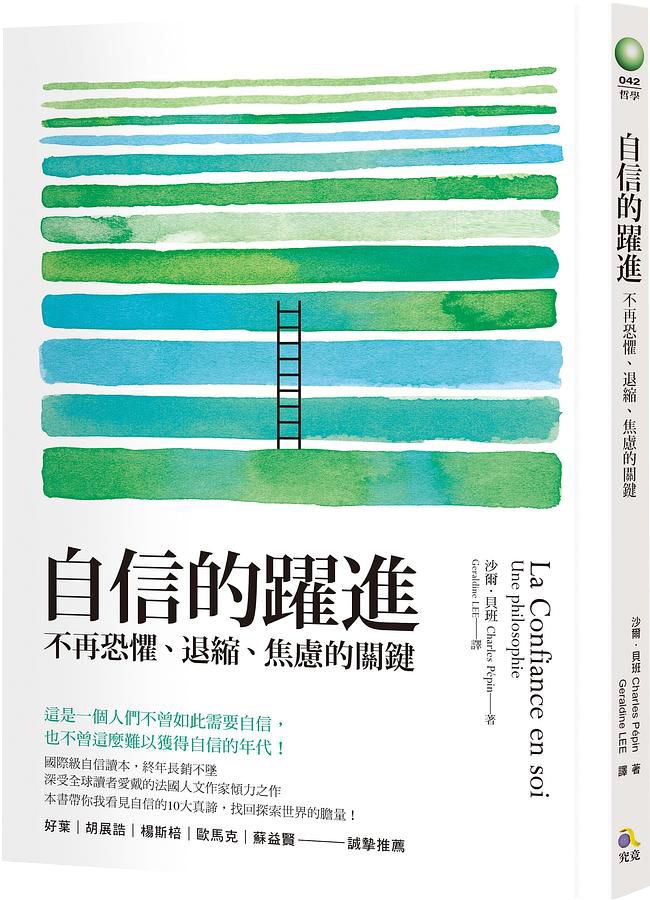 自信的躍進
不再恐懼、退縮、焦慮的關鍵
La Confiance en soi
Une philosophie
沙爾．貝班 Charles Pépin——著
Geraldine LEE——譯
這是一個人們不曾如此需要自信，
也不曾這麼難以獲得自信的年代！
國際級自信讀本，終年長銷不墜
深受全球讀者愛戴的法國人文作家傾力之作
本書帶你我看見自信的10大真諦，找回探索世界的膽量！
好葉｜胡展誥｜楊斯棓｜歐馬克｜蘇益賢———誠摯推薦
042
哲學
自信的躍進
不再恐懼、退縮、焦慮的關鍵
沙爾．貝班 Charles Pépin 著
Geraldine LEE 譯
究竟